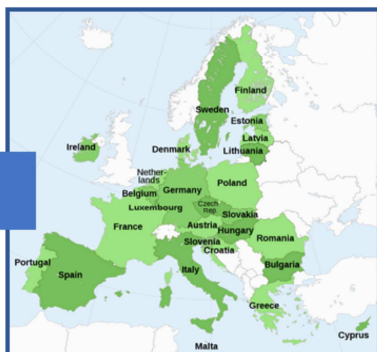 Finland
Sweden
Estonia
Latvia
Lithuania
Denmark
Ireland
Nether-
lands
Belgium
Germany
Poland
Luxembourg
Czech
Rep.
Slovakia
France
Austria
Hungary
Slovenia
Croatia
Romania
Portugal
Spain
Italy
Bulgaria
Greece
Malta
Cyprus